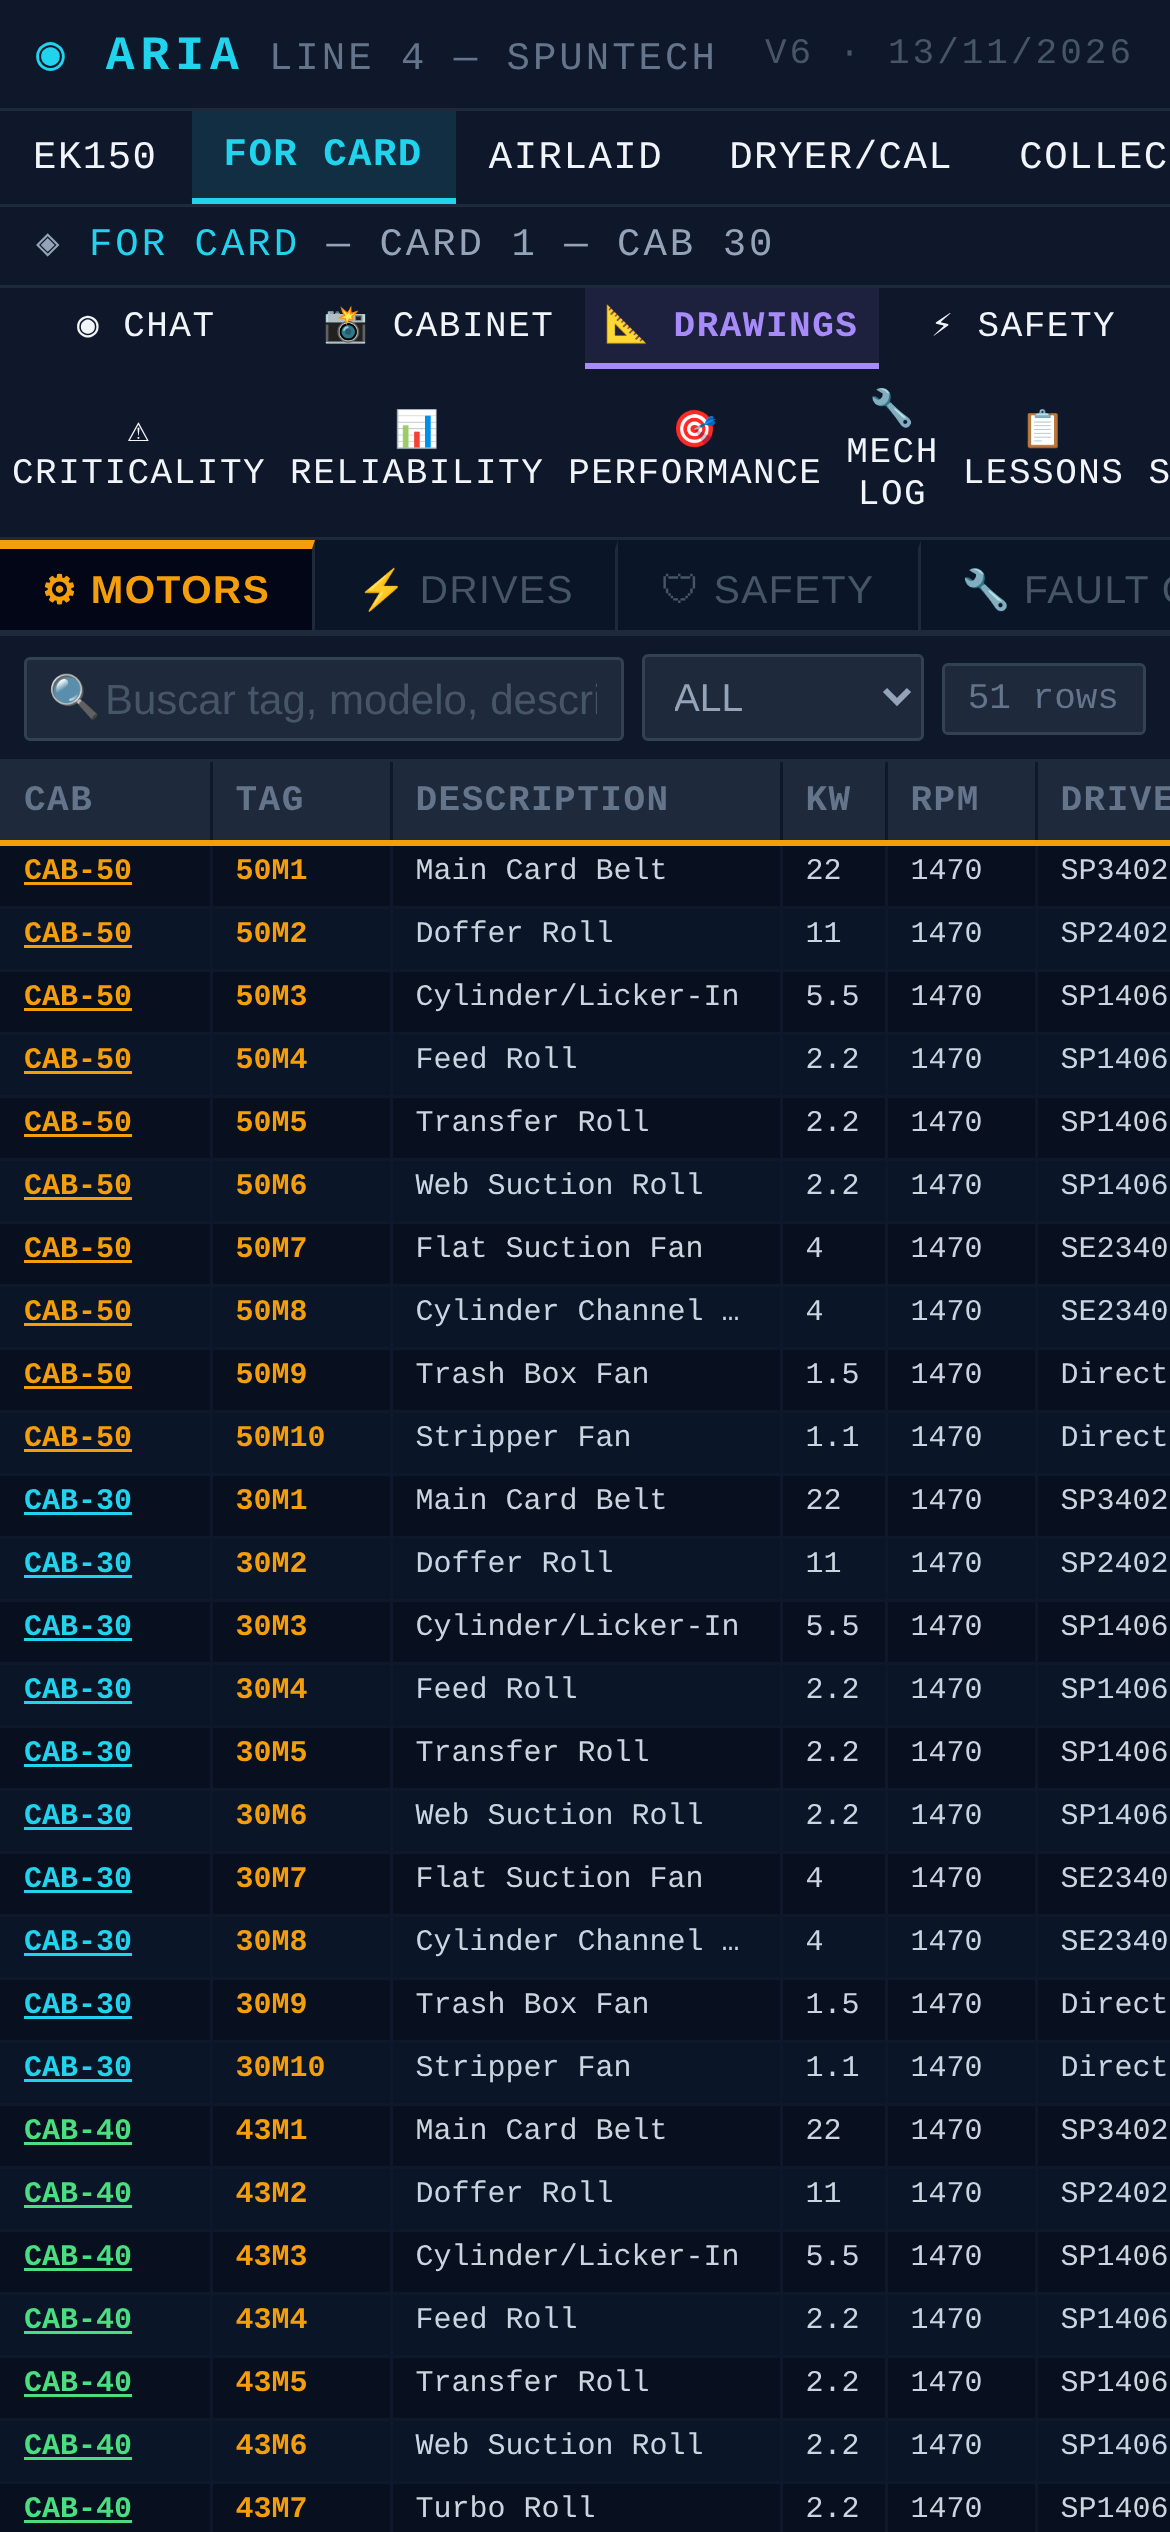 ◉ ARIA LINE 4 — SPUNTECH V6 · 13/11/2026
EK150 FOR CARD AIRLAID DRYER/CAL COLLEC
◈ FOR CARD — CARD 1 — CAB 30
◉ CHAT 📸 CABINET 📐 DRAWINGS ⚡ SAFETY
⚠ CRITICALITY 📊 RELIABILITY 🎯 PERFORMANCE 🔧 MECH LOG 📋 LESSONS S
⚙ MOTORS ⚡ DRIVES 🛡 SAFETY 🔧 FAULT
🔍 Buscar tag, modelo, descri ALL 51 rows
CAB TAG DESCRIPTION KW RPM DRIVE
CAB-50 50M1 Main Card Belt 22 1470 SP3402
CAB-50 50M2 Doffer Roll 11 1470 SP2402
CAB-50 50M3 Cylinder/Licker-In 5.5 1470 SP1406
CAB-50 50M4 Feed Roll 2.2 1470 SP1406
CAB-50 50M5 Transfer Roll 2.2 1470 SP1406
CAB-50 50M6 Web Suction Roll 2.2 1470 SP1406
CAB-50 50M7 Flat Suction Fan 4 1470 SE2340
CAB-50 50M8 Cylinder Channel … 4 1470 SE2340
CAB-50 50M9 Trash Box Fan 1.5 1470 Direct
CAB-50 50M10 Stripper Fan 1.1 1470 Direct
CAB-30 30M1 Main Card Belt 22 1470 SP3402
CAB-30 30M2 Doffer Roll 11 1470 SP2402
CAB-30 30M3 Cylinder/Licker-In 5.5 1470 SP1406
CAB-30 30M4 Feed Roll 2.2 1470 SP1406
CAB-30 30M5 Transfer Roll 2.2 1470 SP1406
CAB-30 30M6 Web Suction Roll 2.2 1470 SP1406
CAB-30 30M7 Flat Suction Fan 4 1470 SE2340
CAB-30 30M8 Cylinder Channel … 4 1470 SE2340
CAB-30 30M9 Trash Box Fan 1.5 1470 Direct
CAB-30 30M10 Stripper Fan 1.1 1470 Direct
CAB-40 43M1 Main Card Belt 22 1470 SP3402
CAB-40 43M2 Doffer Roll 11 1470 SP2402
CAB-40 43M3 Cylinder/Licker-In 5.5 1470 SP1406
CAB-40 43M4 Feed Roll 2.2 1470 SP1406
CAB-40 43M5 Transfer Roll 2.2 1470 SP1406
CAB-40 43M6 Web Suction Roll 2.2 1470 SP1406
CAB-40 43M7 Turbo Roll 2.2 1470 SP1406